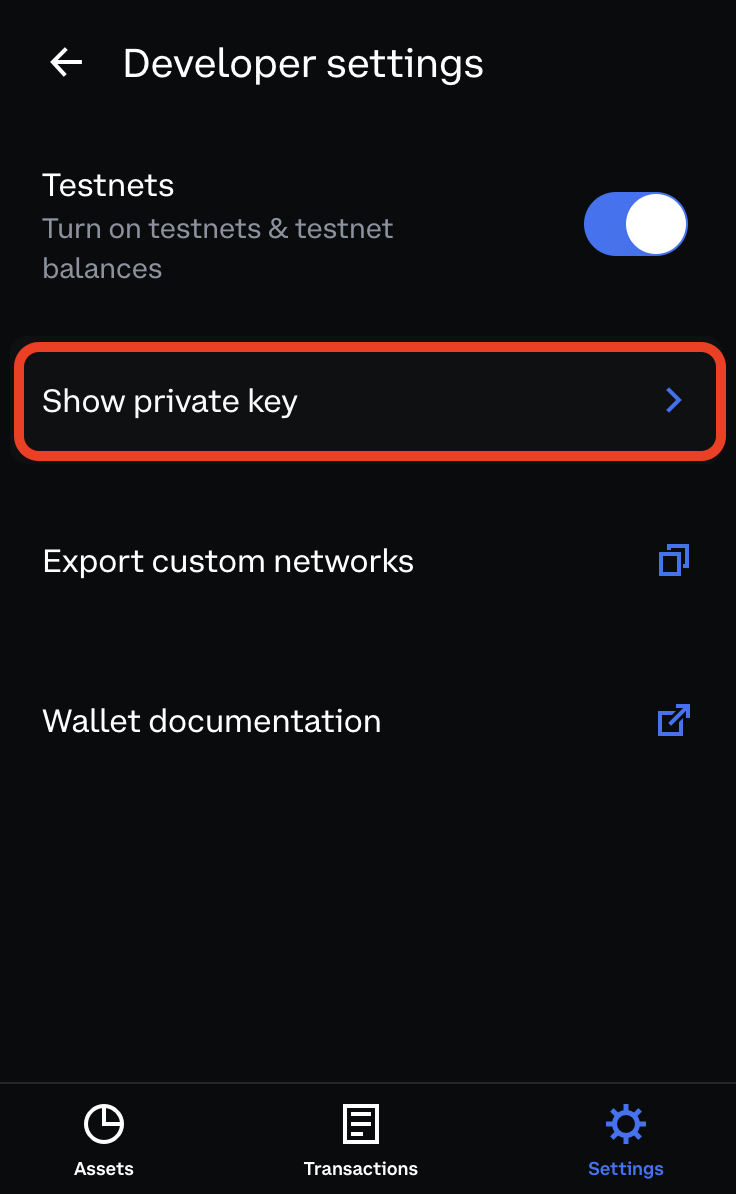 Developer settings
Testnets
Turn on testnets & testnet
balances
Show private key
Export custom networks
Wallet documentation
Assets
Transactions
Settings